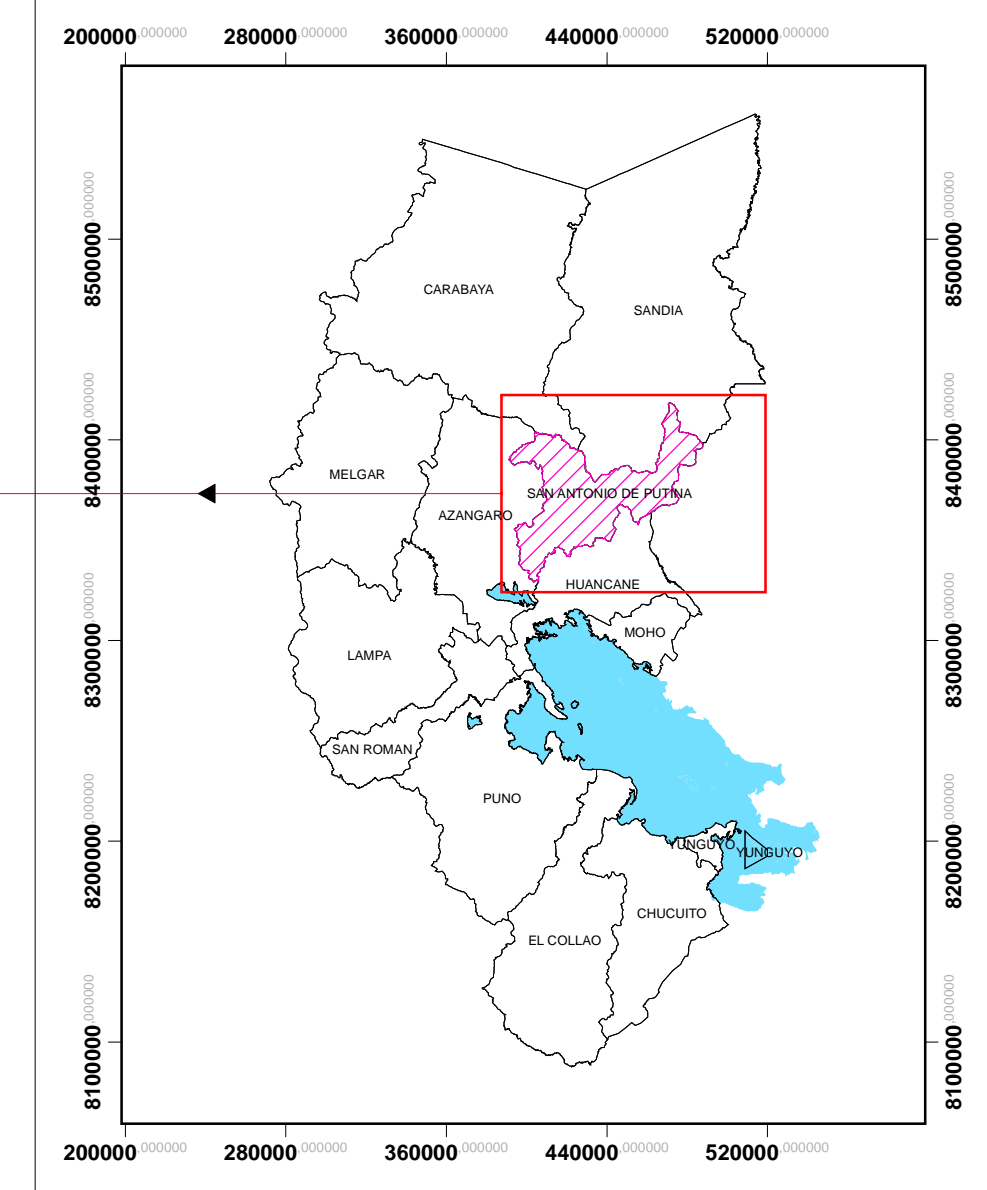 200000,000000 280000,000000 360000,000000 440000,000000 520000,000000
8500000,000000
8500000,000000
CARABAYA
SANDIA
8400000,000000
8400000,000000
MELGAR
SAN ANTONIO DE PUTINA
AZANGARO
HUANCANE
8300000,000000
8300000,000000
MOHO
LAMPA
SAN ROMAN
PUNO
8200000,000000
8200000,000000
YUNGUYO
YUNGUYO
CHUCUITO
EL COLLAO
8100000,000000
8100000,000000
200000,000000 280000,000000 360000,000000 440000,000000 520000,000000